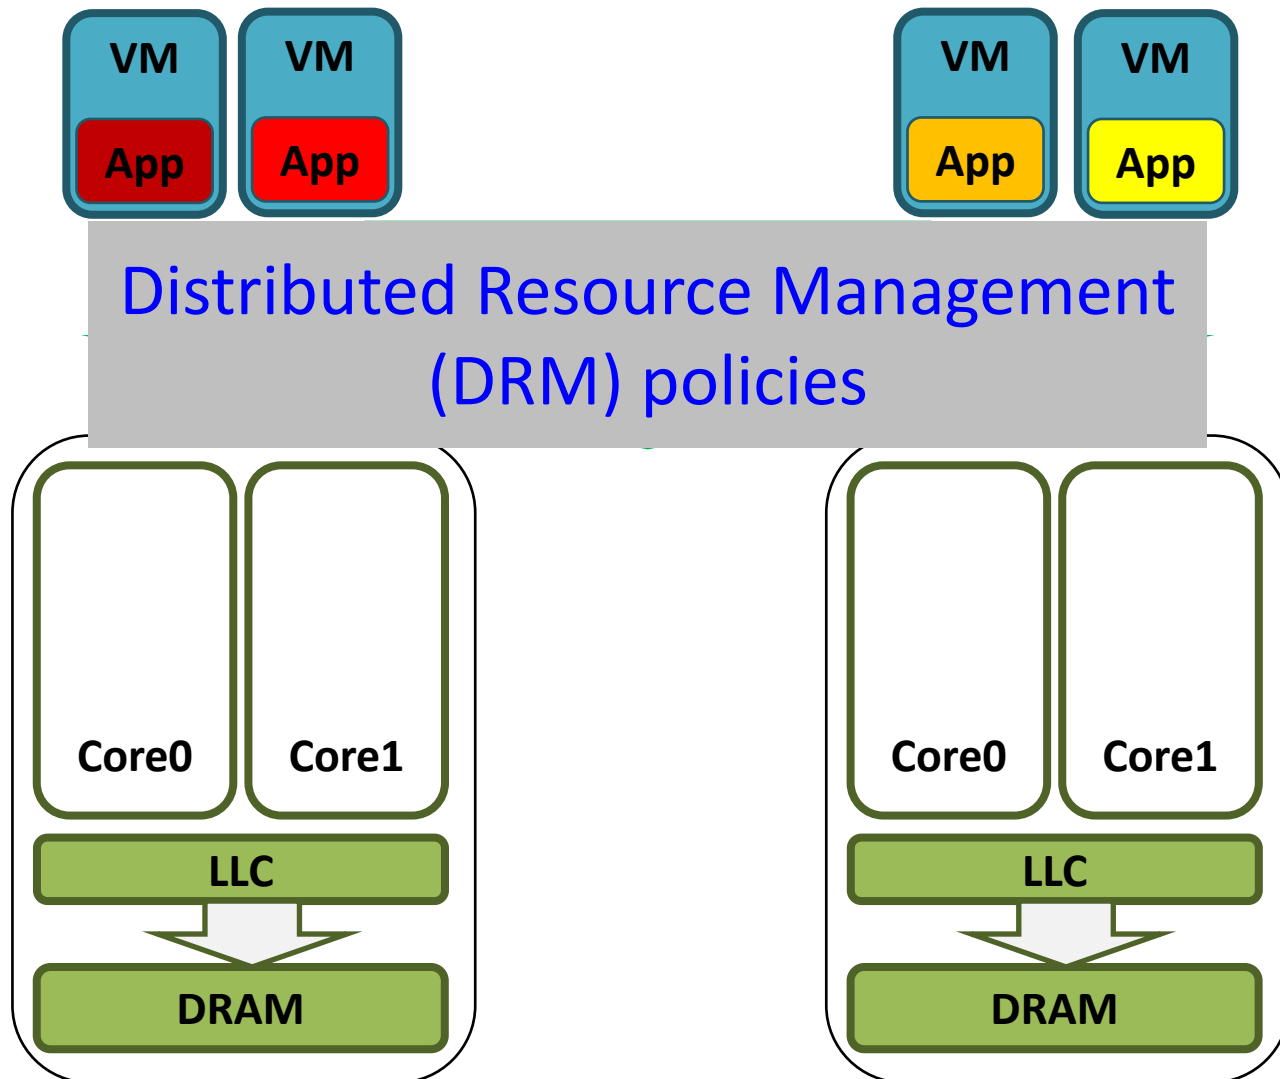 VM
VM
VM
VM
App
App
App
App
Distributed Resource Management
(DRM) policies
Core0
Core1
Core0
Core1
LLC
LLC
DRAM
DRAM